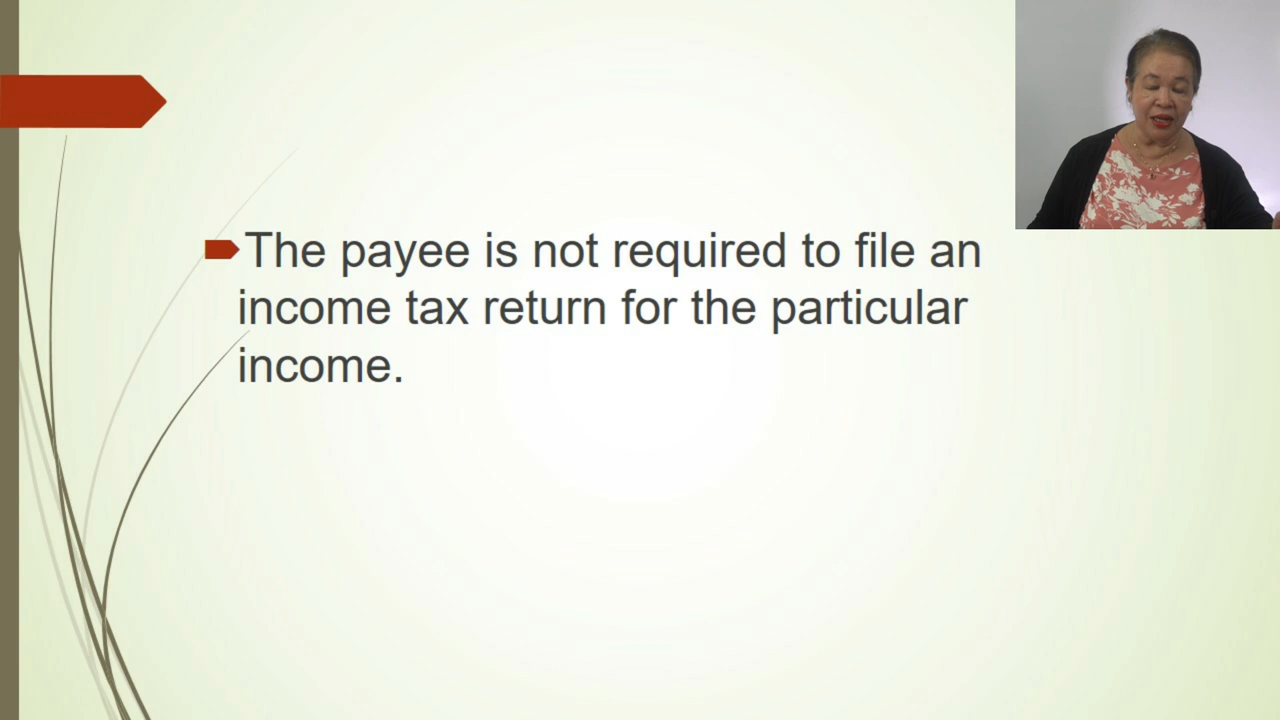 The payee is not required to file an
income tax return for the particular
income.